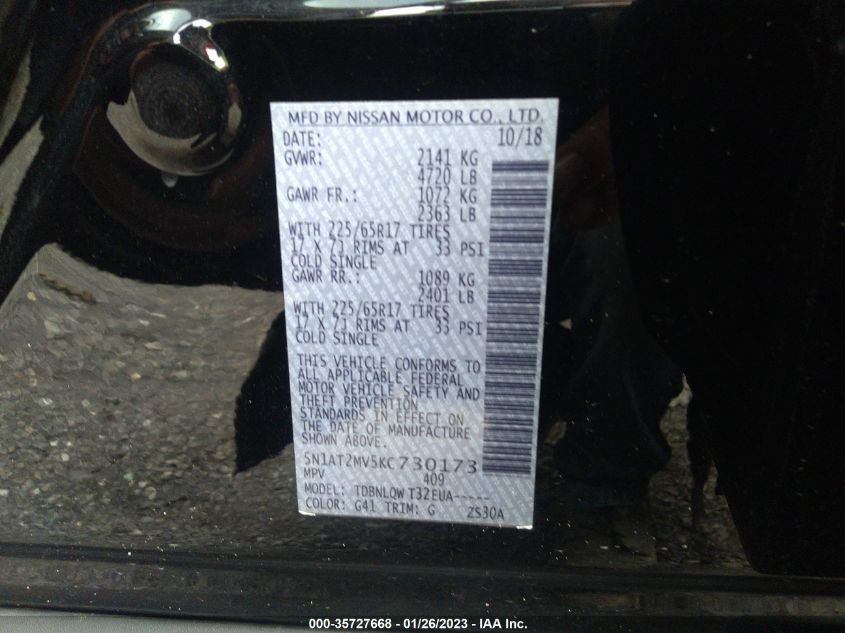 MFD BY NISSAN MOTOR CO., LTD.
DATE: 10/18
GVWR: 2141 KG
4720 LB
GAWR FR.: 1072 KG
2363 LB
WITH 225/65R17 TIRES
17 X 7J RIMS AT 33 PSI
COLD SINGLE
GAWR RR.: 1089 KG
2401 LB
WITH 225/65R17 TIRES
17 X 7J RIMS AT 33 PSI
COLD SINGLE
THIS VEHICLE CONFORMS TO
ALL APPLICABLE FEDERAL
MOTOR VEHICLE SAFETY AND
THEFT PREVENTION
STANDARDS IN EFFECT ON
THE DATE OF MANUFACTURE
SHOWN ABOVE.
5N1AT2MV5KC730173
MPV 409
MODEL: TDBNLQW T32EUA-----
COLOR: G41 TRIM: G ZS30A
000-35727668 - 01/26/2023 - IAA Inc.